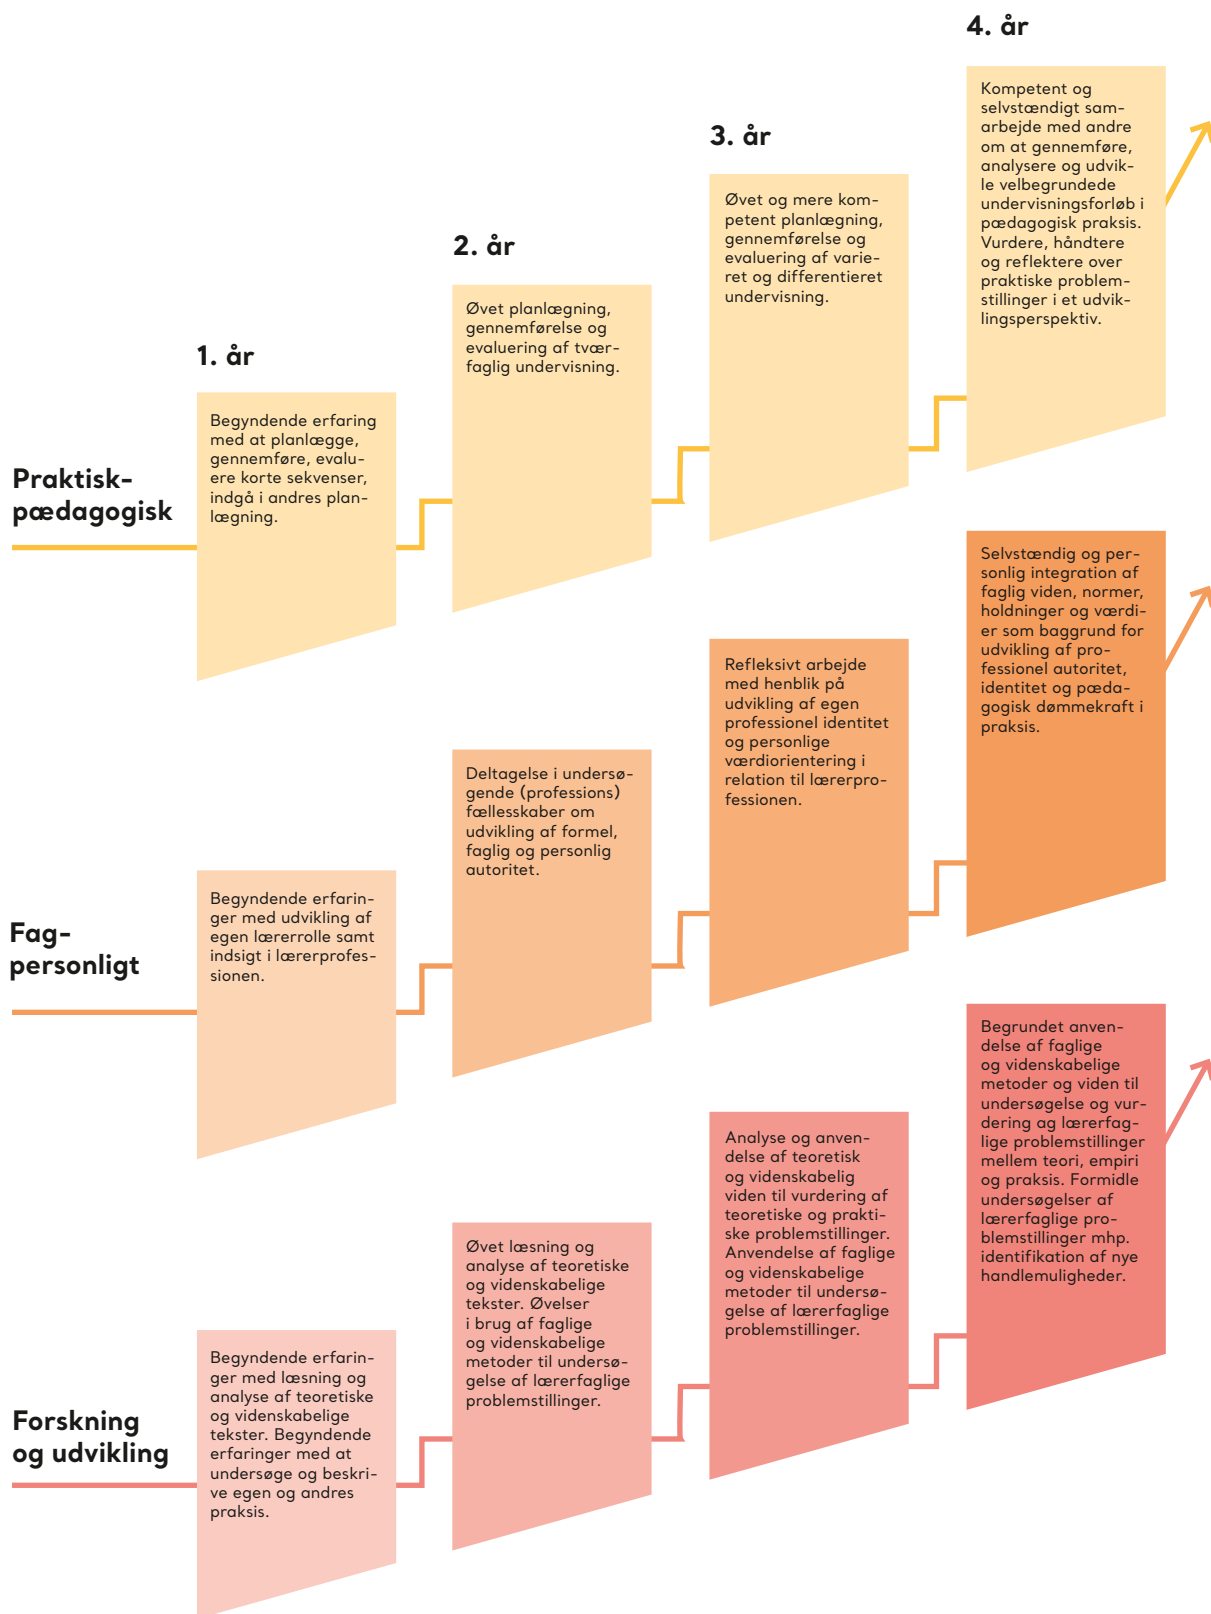 4. år
Kompetent og
selvstændigt sam-
arbejde med andre
om at gennemføre,
analysere og udvik-
le velbegrundede
undervisningsforløb i
pædagogisk praksis.
Vurdere, håndtere
og reflektere over
praktiske problem-
stillinger i et udvik-
lingsperspektiv.
3. år
Øvet og mere kom-
petent planlægning,
gennemførelse og
evaluering af varie-
ret og differentieret
undervisning.
2. år
Øvet planlægning,
gennemførelse og
evaluering af tvær-
faglig undervisning.
1. år
Begyndende erfaring
med at planlægge,
gennemføre, evalu-
ere korte sekvenser,
indgå i andres plan-
lægning.
Praktisk-
pædagogisk
Selvstændig og per-
sonlig integration af
faglig viden, normer,
holdninger og værdi-
er som baggrund for
udvikling af pro-
fessionel autoritet,
identitet og pæda-
gogisk dømmekraft i
praksis.
Refleksivt arbejde
med henblik på
udvikling af egen
professionel identitet
og personlige
værdiorientering i
relation til lærerpro-
fessionen.
Deltagelse i undersø-
gende (professions)
fællesskaber om
udvikling af formel,
faglig og personlig
autoritet.
Begyndende erfarin-
ger med udvikling af
egen lærerrolle samt
indsigt i lærerprofes-
sionen.
Fag-
personligt
Begrundet anven-
delse af faglige
og videnskabelige
metoder og viden til
undersøgelse og vur-
dering ag lærerfag-
lige problemstillinger
mellem teori, empiri
og praksis. Formidle
undersøgelser af
lærerfaglige pro-
blemstillinger mhp.
identifikation af nye
handlemuligheder.
Analyse og anven-
delse af teoretisk
og videnskabelig
viden til vurdering af
teoretiske og prakti-
ske problemstillinger.
Anvendelse af faglige
og videnskabelige
metoder til undersø-
gelse af lærerfaglige
problemstillinger.
Øvet læsning og
analyse af teoretiske
og videnskabelige
tekster. Øvelser
i brug af faglige
og videnskabelige
metoder til undersø-
gelse af lærerfaglige
problemstillinger.
Begyndende erfarin-
ger med læsning og
analyse af teoretiske
og videnskabelige
tekster. Begyndende
erfaringer med at
undersøge og beskri-
ve egen og andres
praksis.
Forskning
og udvikling